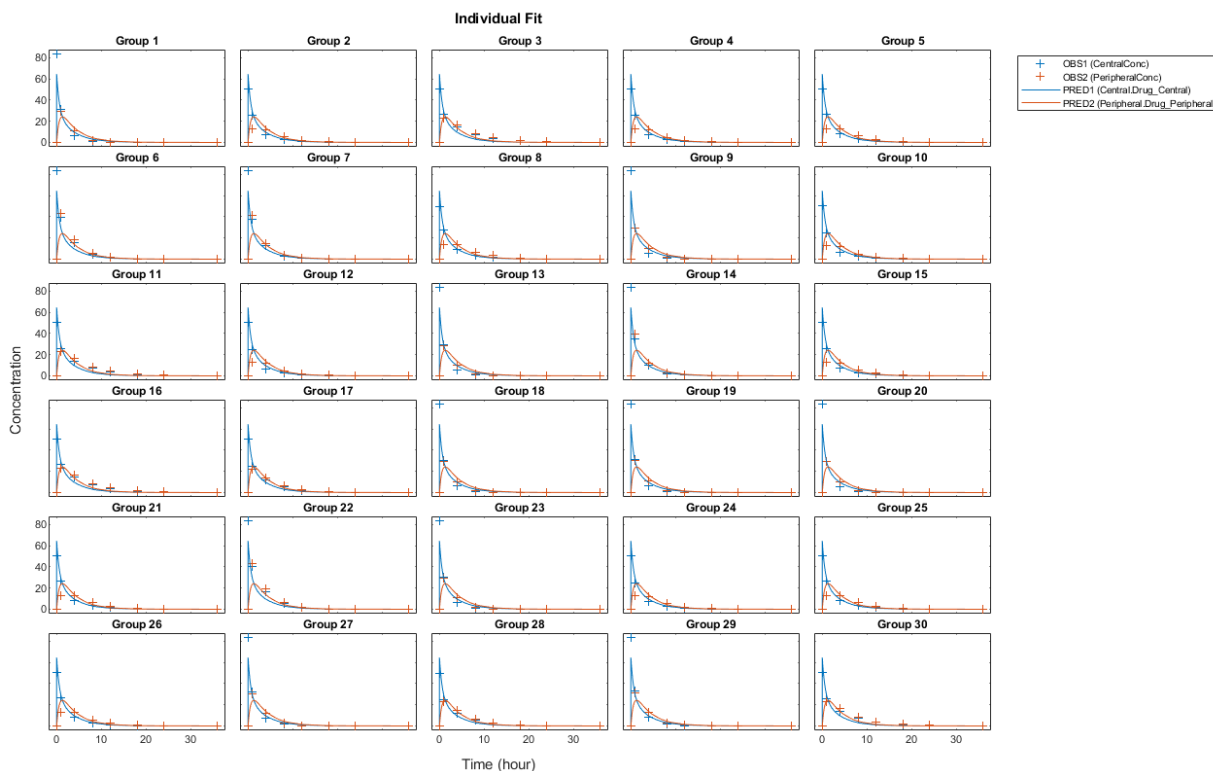 Individual Fit
Group 1
Group 2
Group 3
Group 4
Group 5
OBS1 (CentralConc)
OBS2 (PeripheralConc)
PRED1 (Central.Drug_Central)
PRED2 (Peripheral.Drug_Peripheral)
80
60
40
20
0
Group 6
Group 7
Group 8
Group 9
Group 10
Group 11
Group 12
Group 13
Group 14
Group 15
80
60
40
20
0
Concentration
Group 16
Group 17
Group 18
Group 19
Group 20
Group 21
Group 22
Group 23
Group 24
Group 25
80
60
40
20
0
Group 26
Group 27
Group 28
Group 29
Group 30
0 10 20 30
0 10 20 30
0 10 20 30
Time (hour)